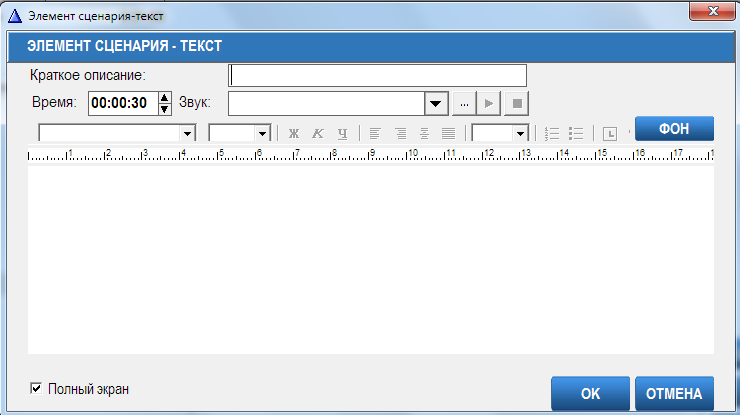 Элемент сценария-текст
ЭЛЕМЕНТ СЦЕНАРИЯ - ТЕКСТ
Краткое описание:
Время: 00:00:30 Звук: ...
Ж К Ч ФОН
1 2 3 4 5 6 7 8 9 10 11 12 13 14 15 16 17
Полный экран
OK ОТМЕНА